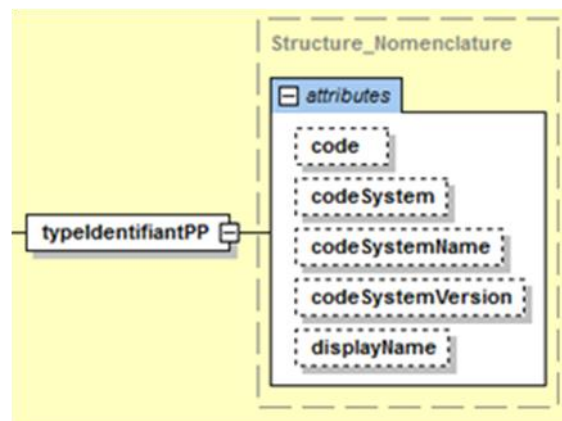 Structure_Nomenclature
attributes
code
codeSystem
typeIdentifiantPP
codeSystemName
codeSystemVersion
displayName